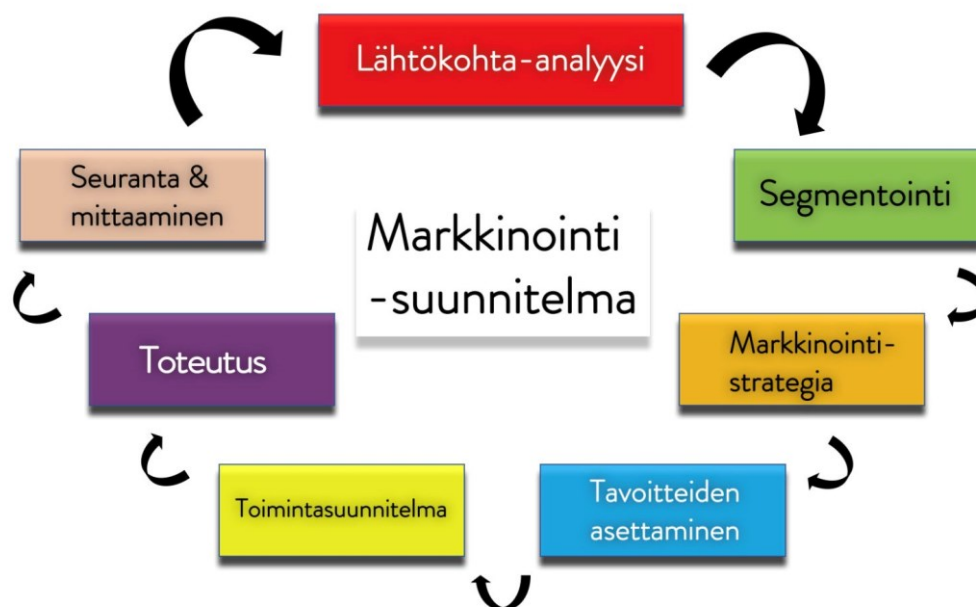 Lähtökohta-analyysi
Seuranta &
mittaaminen
Segmentointi
Markkinointi
-suunnitelma
Toteutus
Markkinointi-
strategia
Toimintasuunnitelma
Tavoitteiden
asettaminen